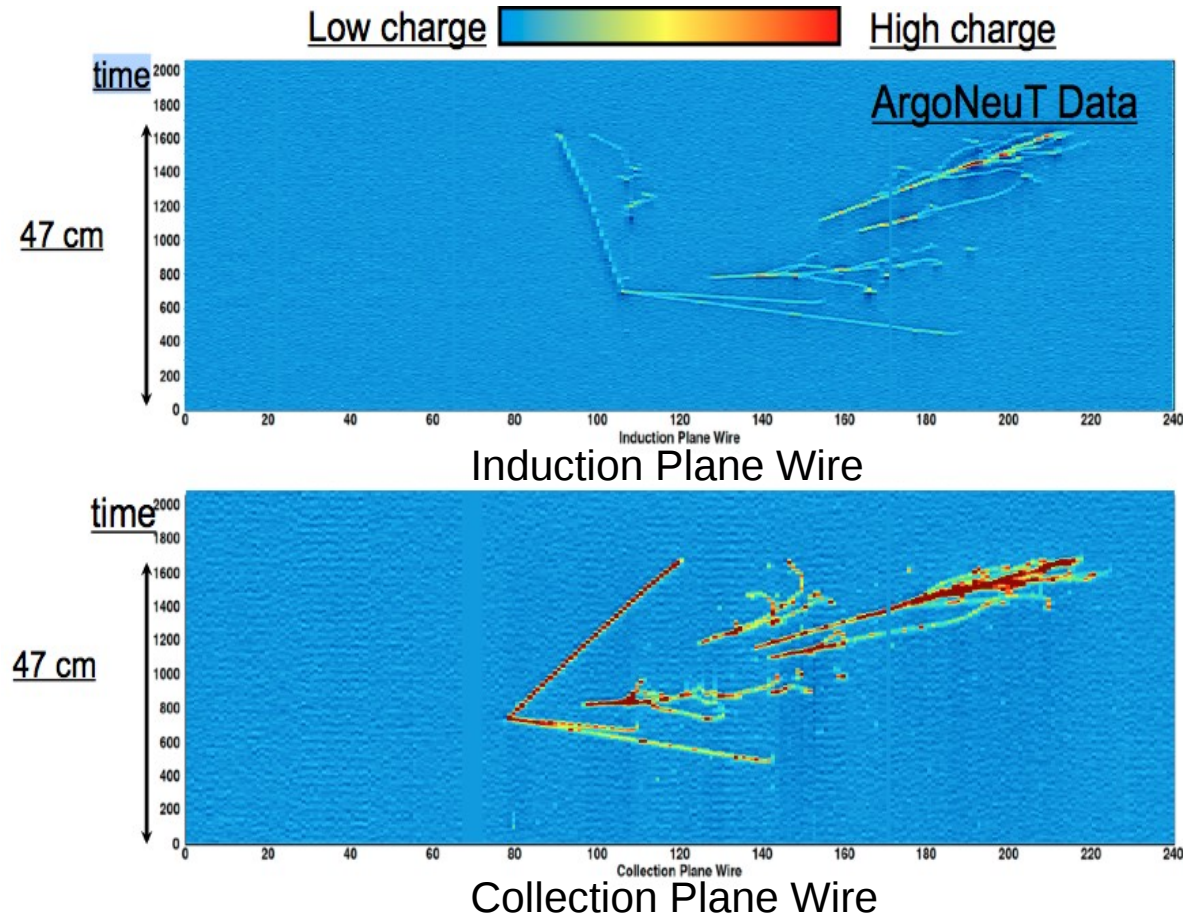 Low charge High charge
time
ArgoNeuT Data
47 cm
2000
1800
1600
1400
1200
1000
800
600
400
200
0
0 20 40 60 80 100 120 140 160 180 200 220 240
Induction Plane Wire
Induction Plane Wire
time
47 cm
2000
1800
1600
1400
1200
1000
800
600
400
200
0
0 20 40 60 80 100 120 140 160 180 200 220 240
Collection Plane Wire
Collection Plane Wire